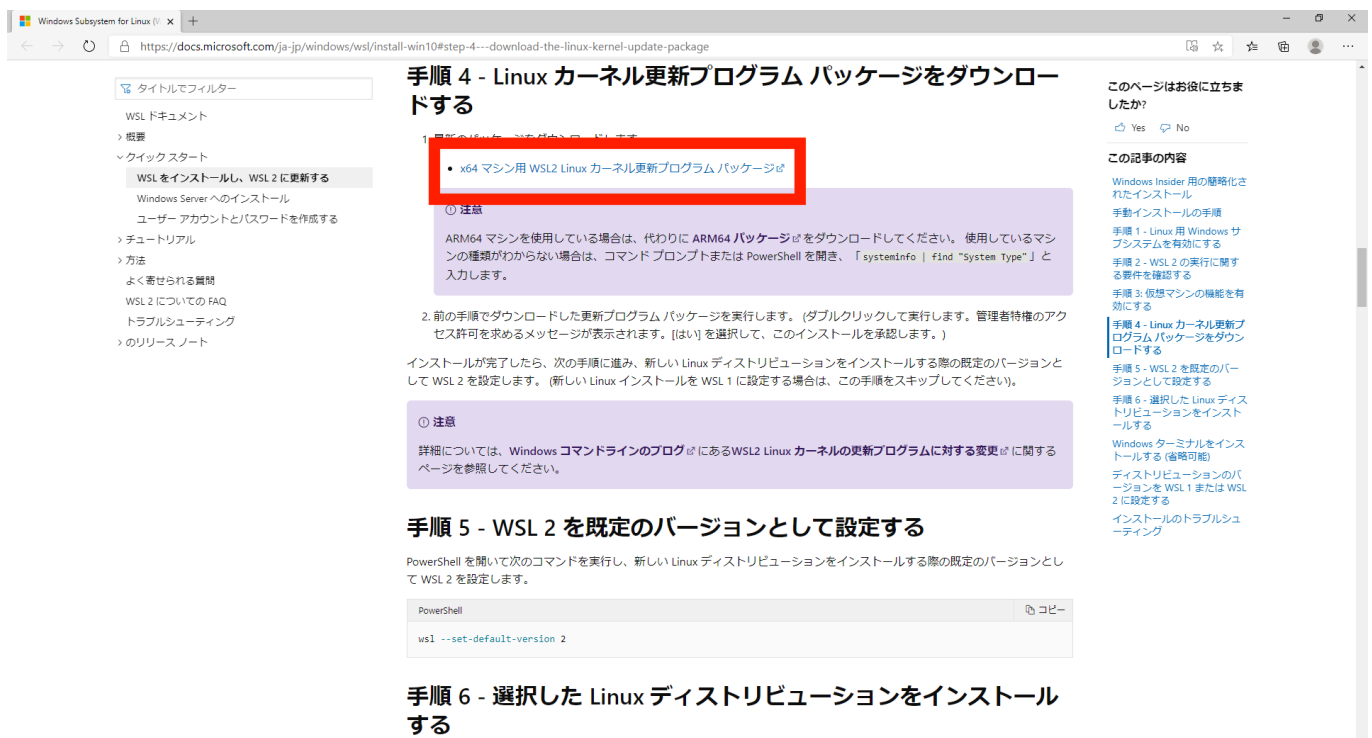 Windows Subsystem for Linux (W
https://docs.microsoft.com/ja-jp/windows/wsl/install-win10#step-4---download-the-linux-kernel-update-package
タイトルでフィルター
WSL ドキュメント
概要
クイック スタート
WSL をインストールし、WSL 2 に更新する
Windows Server へのインストール
ユーザー アカウントとパスワードを作成する
チュートリアル
方法
よく寄せられる質問
WSL 2 についての FAQ
トラブルシューティング
のリリース ノート
手順 4 - Linux カーネル更新プログラム パッケージをダウンロー
ドする
1. 最新のパッケージをダウンロードします
• x64 マシン用 WSL2 Linux カーネル更新プログラム パッケージ
注意
ARM64 マシンを使用している場合は、代わりに ARM64 パッケージ をダウンロードしてください。 使用しているマシ
ンの種類がわからない場合は、コマンド プロンプトまたは PowerShell を開き、「systeminfo | find "System Type"」と
入力します。
2. 前の手順でダウンロードした更新プログラム パッケージを実行します。 (ダブルクリックして実行します。管理者特権のアク
セス許可を求めるメッセージが表示されます。[はい] を選択して、このインストールを承認します。)
インストールが完了したら、次の手順に進み、新しい Linux ディストリビューションをインストールする際の既定のバージョンと
して WSL 2 を設定します。 (新しい Linux インストールを WSL 1 に設定する場合は、この手順をスキップしてください)。
注意
詳細については、Windows コマンドラインのブログ にあるWSL2 Linux カーネルの更新プログラムに対する変更 に関する
ページを参照してください。
手順 5 - WSL 2 を既定のバージョンとして設定する
PowerShell を開いて次のコマンドを実行し、新しい Linux ディストリビューションをインストールする際の既定のバージョンとし
て WSL 2 を設定します。
PowerShell
コピー
wsl --set-default-version 2
手順 6 - 選択した Linux ディストリビューションをインストール
する
このページはお役に立ちま
したか?
Yes No
この記事の内容
Windows Insider 用の簡略化さ
れたインストール
手動インストールの手順
手順 1 - Linux 用 Windows サ
ブシステムを有効にする
手順 2 - WSL 2 の実行に関す
る要件を確認する
手順 3: 仮想マシンの機能を有
効にする
手順 4 - Linux カーネル更新プ
ログラム パッケージをダウン
ロードする
手順 5 - WSL 2 を既定のバー
ジョンとして設定する
手順 6 - 選択した Linux ディス
トリビューションをインスト
ールする
Windows ターミナルをインス
トールする (省略可能)
ディストリビューションのバ
ージョンを WSL 1 または WSL
2 に設定する
インストールのトラブルシュ
ーティング